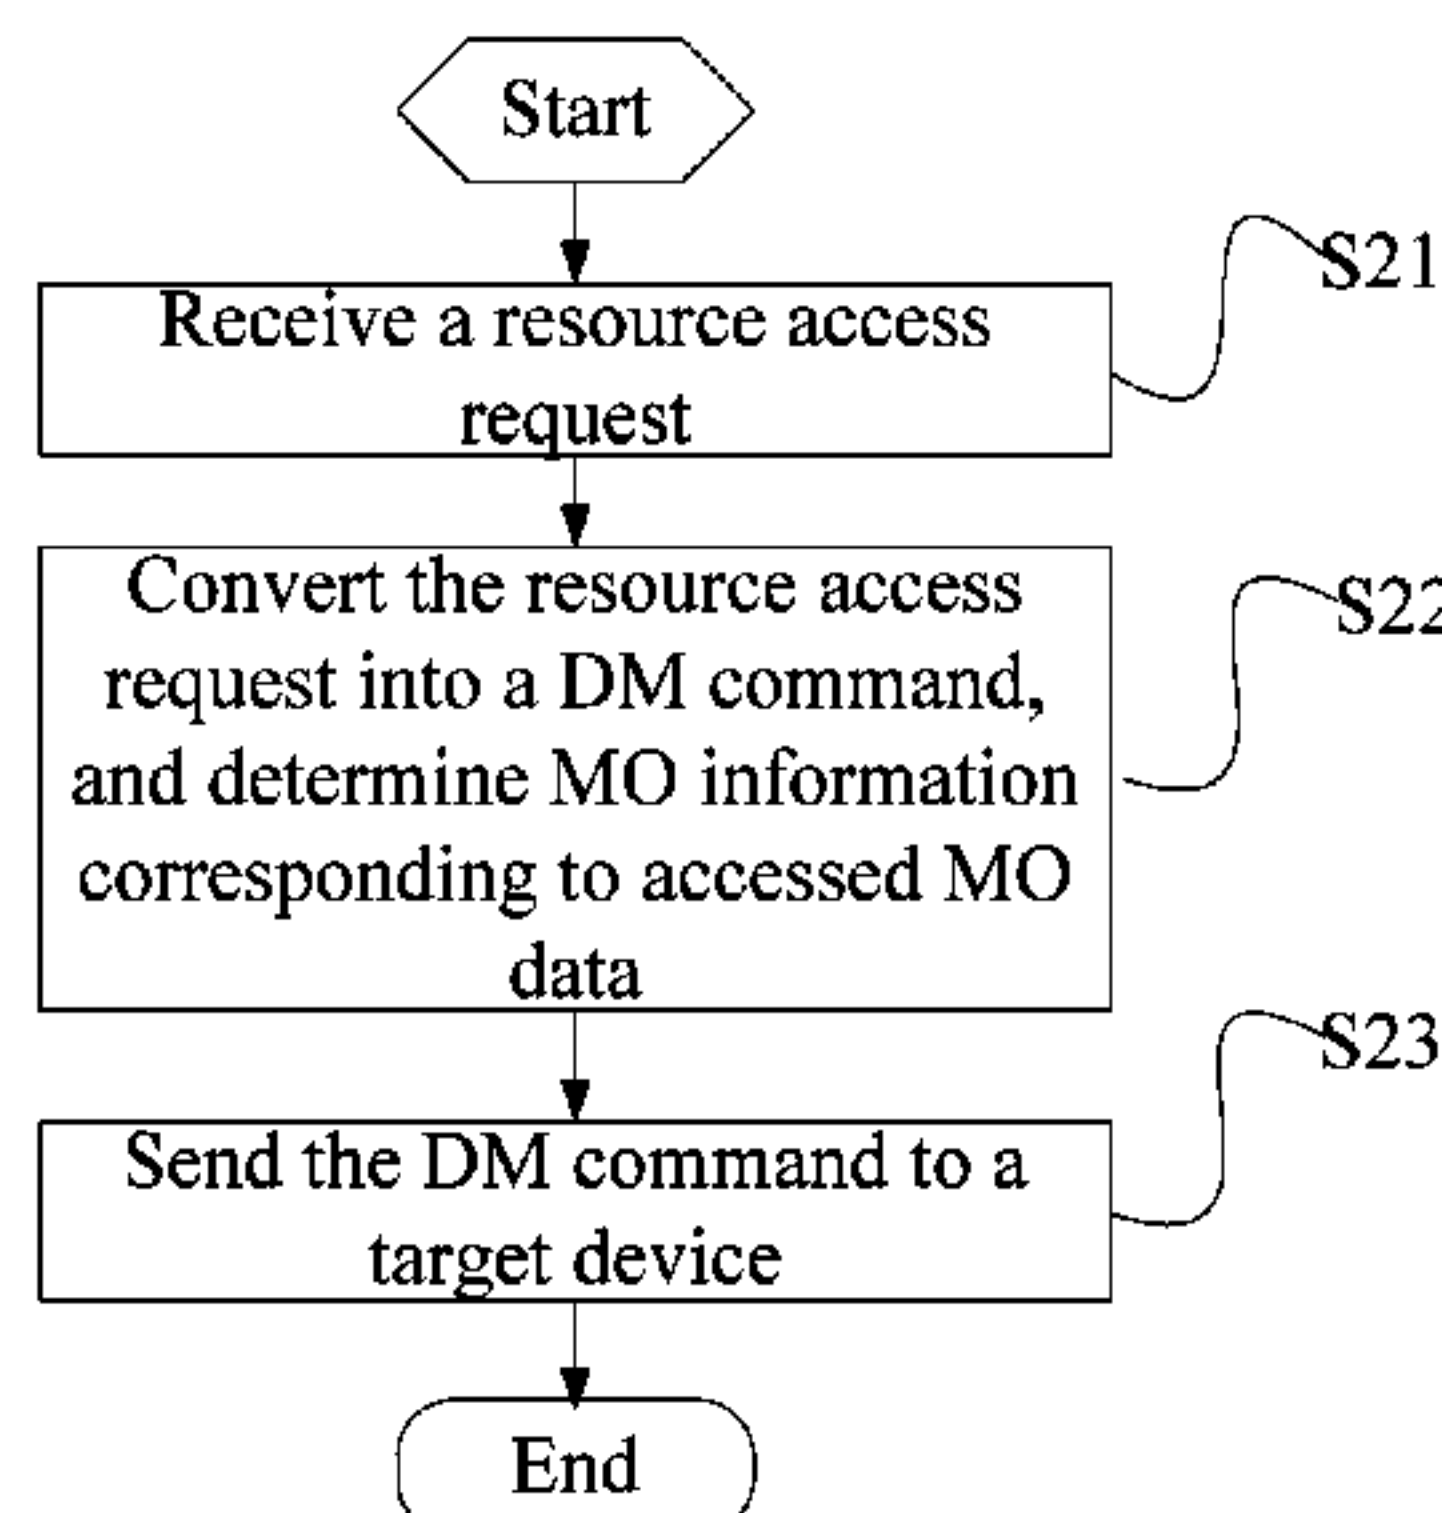 Start
S21
Receive a resource access
request
Convert the resource access
request into a DM command,
and determine MO information
corresponding to accessed MO
data
S22
Send the DM command to a
target device
S23
End